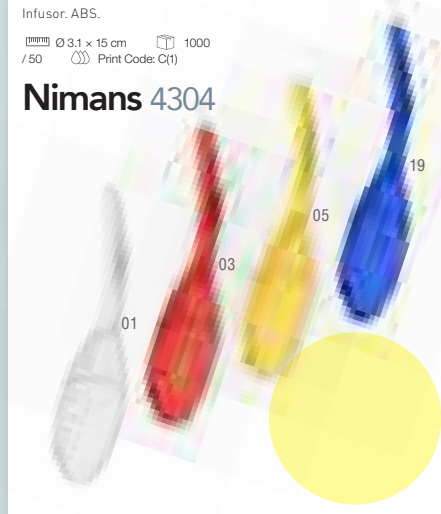 Infusor. ABS.
Ø 3.1 x 15 cm 1000
/ 50 Print Code: C(1)
Nimans 4304
19
05
03
01